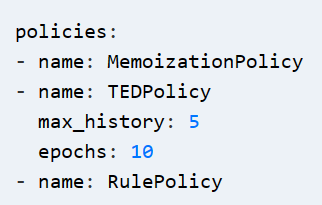 policies:
- name: MemoizationPolicy
- name: TEDPolicy
  max_history: 5
  epochs: 10
- name: RulePolicy